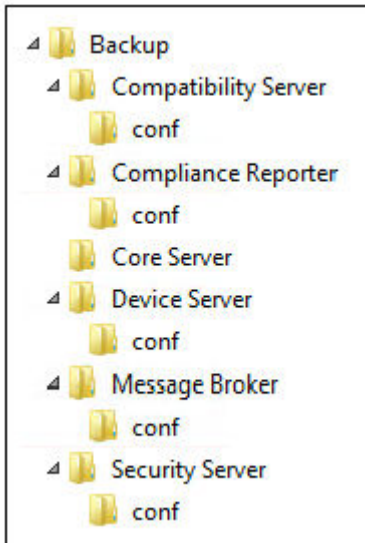 Backup
Compatibility Server
conf
Compliance Reporter
conf
Core Server
Device Server
conf
Message Broker
conf
Security Server
conf